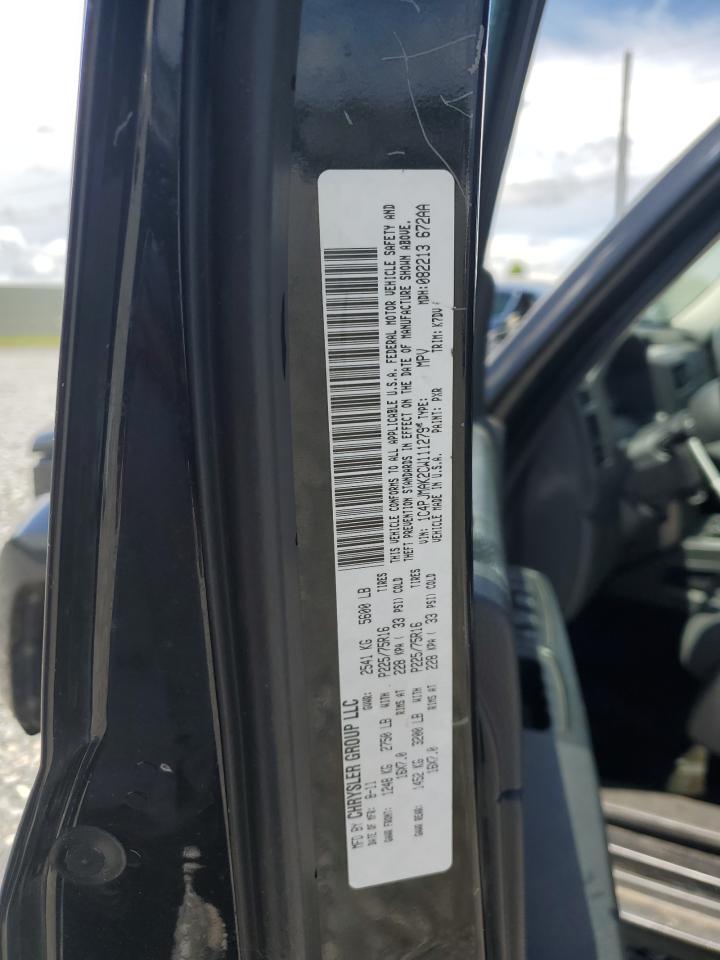 MFD BY CHRYSLER GROUP LLC
DATE OF MFR: 8-11 GVWR: 2541 KG 5600 LB
GAWR FRONT: 1248 KG 2750 LB WITH P225/75R16 TIRES
16X7.0 RIMS AT 228 KPA ( 33 PSI) COLD
GAWR REAR: 1452 KG 3200 LB WITH P225/75R16 TIRES
16X7.0 RIMS AT 228 KPA ( 33 PSI) COLD
THIS VEHICLE CONFORMS TO ALL APPLICABLE U.S.A. FEDERAL MOTOR VEHICLE SAFETY AND
THEFT PREVENTION STANDARDS IN EFFECT ON THE DATE OF MANUFACTURE SHOWN ABOVE.
VIN: 1C4PJMAK2CW111279* TYPE: MPV MDH:082213 672AA
VEHICLE MADE IN U.S.A. PAINT: PXR TRIM: K7DV